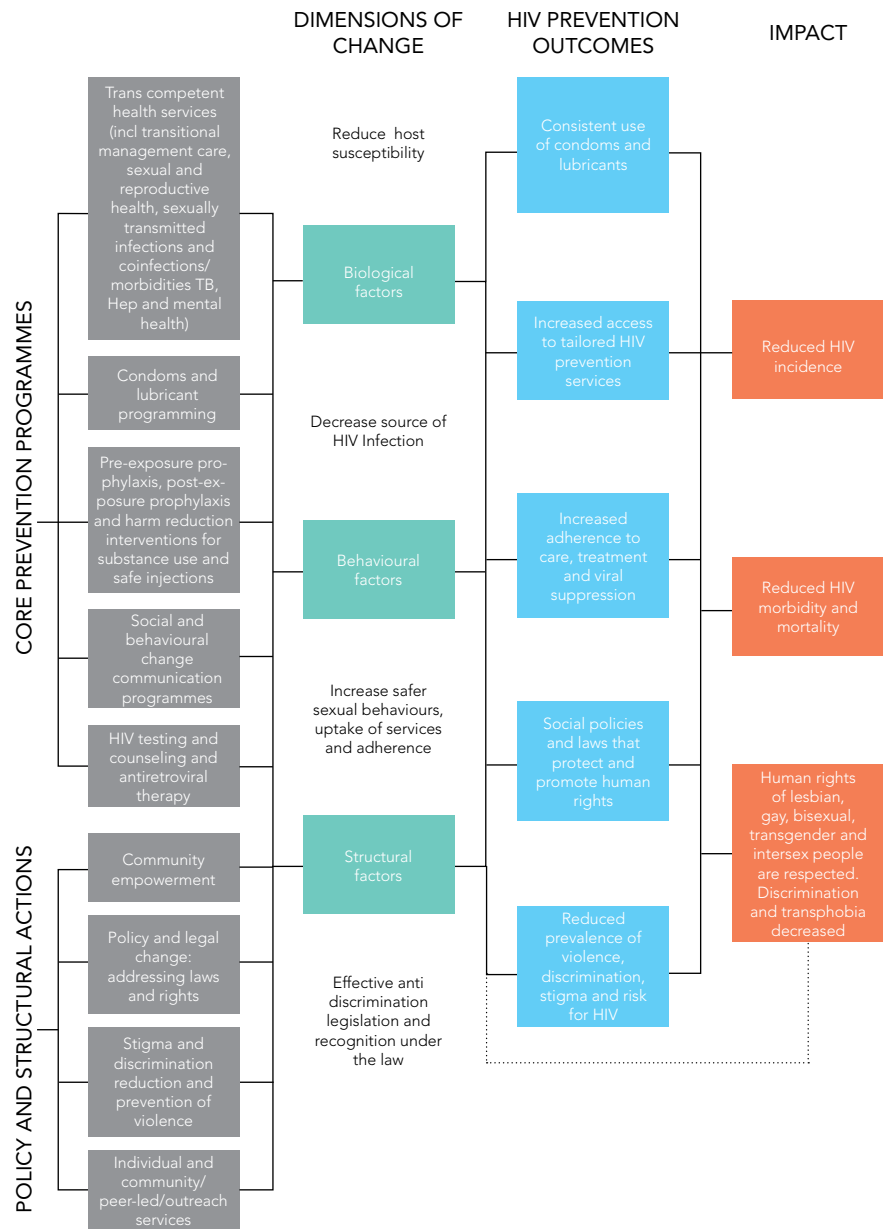 DIMENSIONS OF
CHANGE
HIV PREVENTION
OUTCOMES
IMPACT
CORE PREVENTION PROGRAMMES
Trans competent
health services
(incl transitional
management care,
sexual and
reproductive
health, sexually
transmitted
infections and
coinfections/
morbidities TB,
Hep and mental
health)
Condoms and
lubricant
programming
Pre-exposure pro-
phylaxis, post-ex-
posure prophylaxis
and harm reduction
interventions for
substance use and
safe injections
Social and
behavioural
change
communication
programmes
HIV testing and
counseling and
antiretroviral
therapy
POLICY AND STRUCTURAL ACTIONS
Community
empowerment
Policy and legal
change:
addressing laws
and rights
Stigma and
discrimination
reduction and
prevention of
violence
Individual and
community/
peer-led/outreach
services
Reduce host
susceptibility
Biological
factors
Decrease source of
HIV Infection
Behavioural
factors
Increase safer
sexual behaviours,
uptake of services
and adherence
Structural
factors
Effective anti
discrimination
legislation and
recognition under
the law
Consistent use
of condoms and
lubricants
Increased access
to tailored HIV
prevention
services
Increased
adherence to
care, treatment
and viral
suppression
Social policies
and laws that
protect and
promote human
rights
Reduced
prevalence of
violence,
discrimination,
stigma and risk
for HIV
Reduced HIV
incidence
Reduced HIV
morbidity and
mortality
Human rights
of lesbian,
gay, bisexual,
transgender and
intersex people
are respected.
Discrimination
and transphobia
decreased